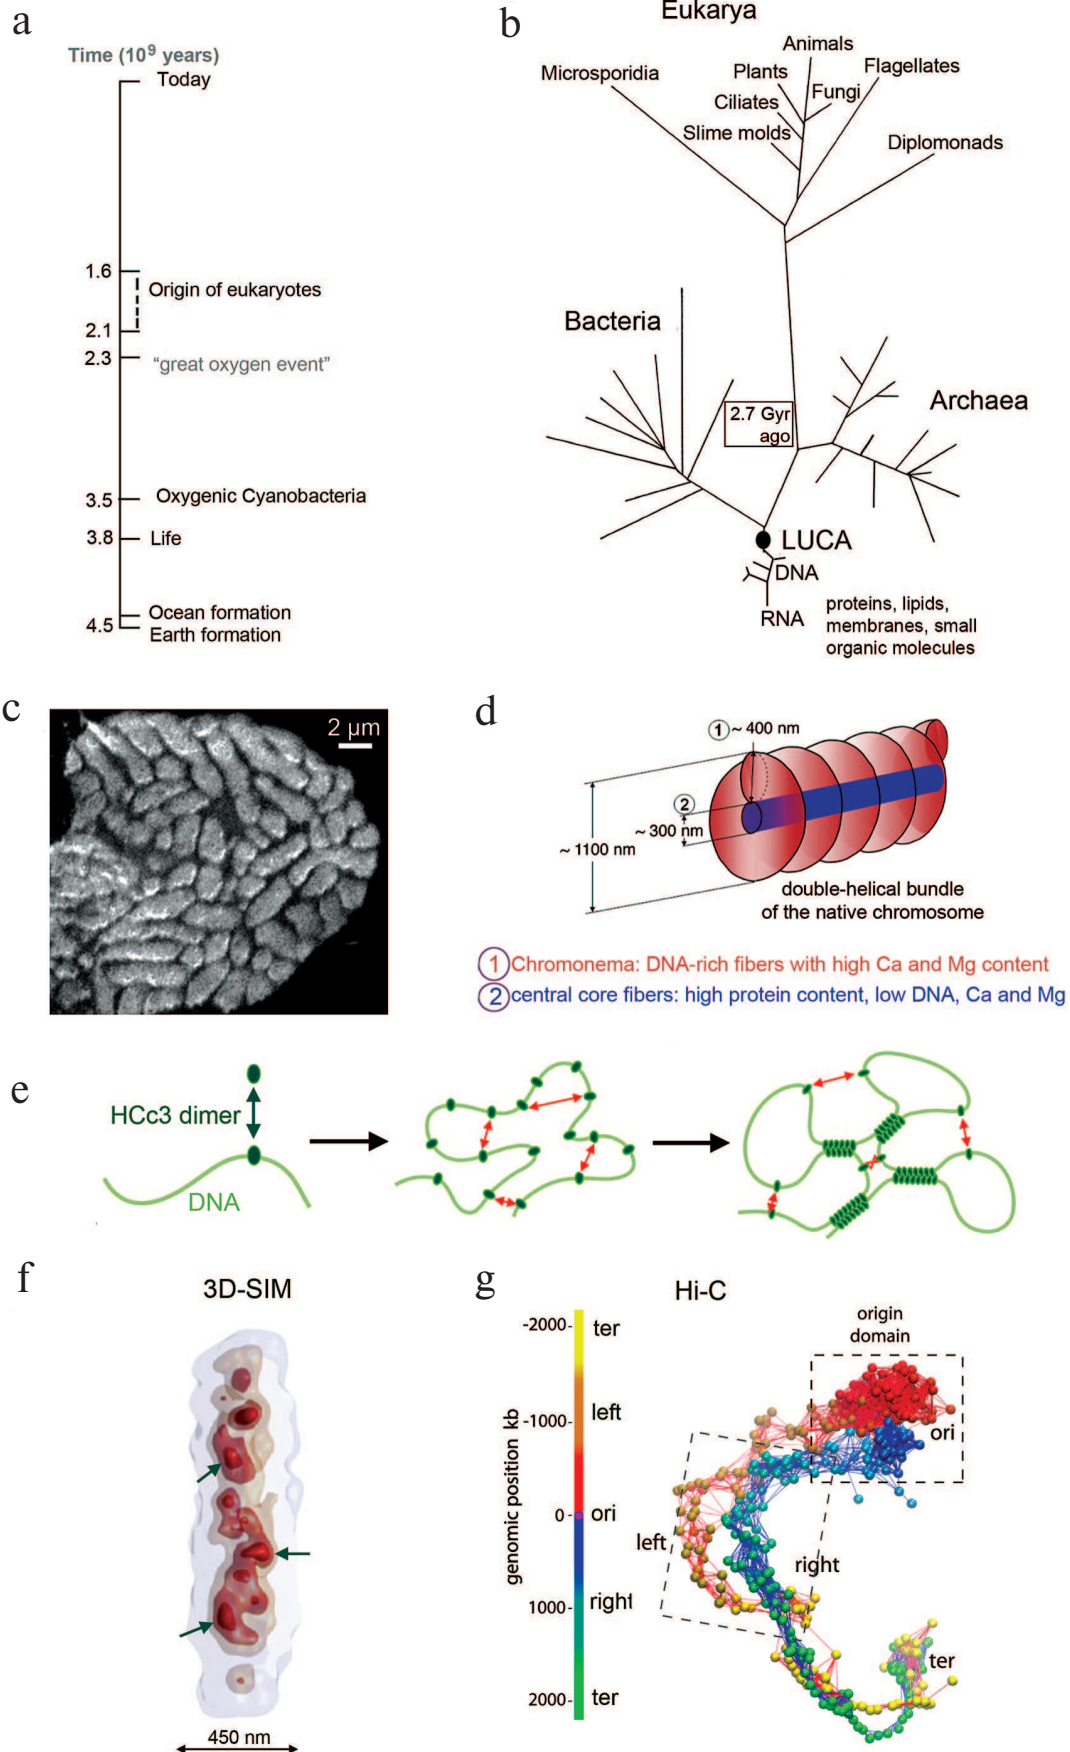 a
Time (10⁹ years)
Today
1.6
Origin of eukaryotes
2.1
2.3
“great oxygen event”
3.5
Oxygenic Cyanobacteria
3.8
Life
Ocean formation
4.5
Earth formation
b
Eukarya
Animals
Microsporidia
Plants
Flagellates
Ciliates
Fungi
Slime molds
Diplomonads
Bacteria
Archaea
2.7 Gyr
ago
LUCA
DNA
RNA
proteins, lipids,
membranes, small
organic molecules
c
2 µm
d
1 ~ 400 nm
2
~ 300 nm
~ 1100 nm
double-helical bundle
of the native chromosome
1 Chromonema: DNA-rich fibers with high Ca and Mg content
2 central core fibers: high protein content, low DNA, Ca and Mg
e
HCc3 dimer
DNA
f
3D-SIM
450 nm
g
Hi-C
genomic position kb
-2000
ter
-1000
left
0
ori
1000
right
2000
ter
origin
domain
ori
left
right
ter